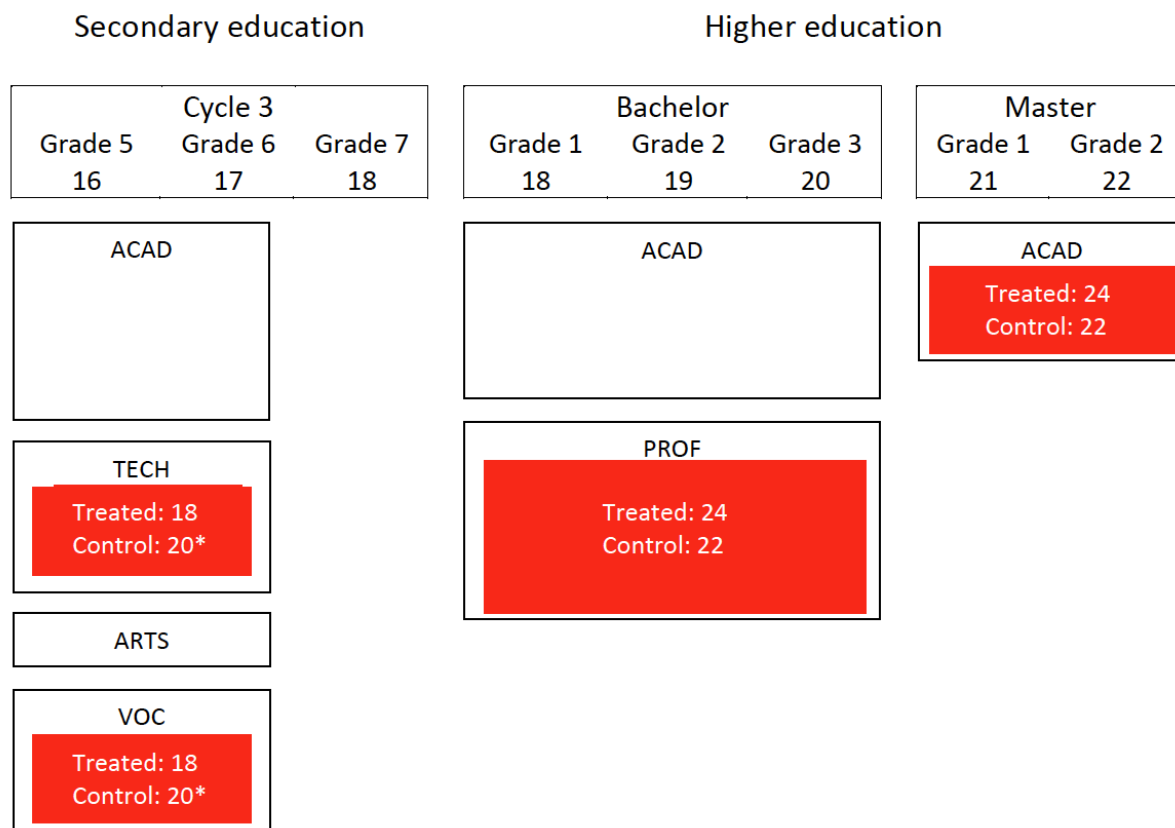 Secondary education
Higher education
Cycle 3
Grade 5 Grade 6 Grade 7
16 17 18
Bachelor
Grade 1 Grade 2 Grade 3
18 19 20
Master
Grade 1 Grade 2
21 22
ACAD
TECH
Treated: 18
Control: 20*
ARTS
VOC
Treated: 18
Control: 20*
ACAD
PROF
Treated: 24
Control: 22
ACAD
Treated: 24
Control: 22